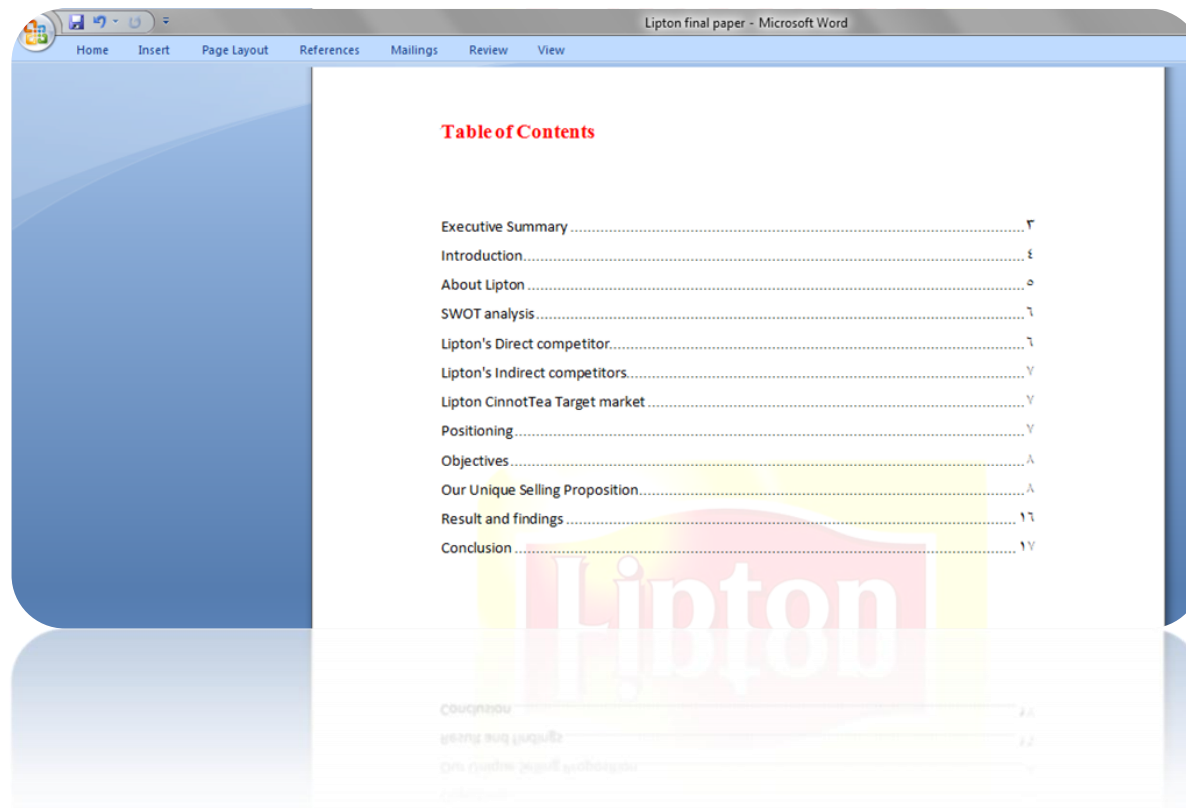 Lipton final paper - Microsoft Word
Home Insert Page Layout References Mailings Review View
Table of Contents
Executive Summary ........ ٣
Introduction ........ ٤
About Lipton ........ ٥
SWOT analysis ........ ٦
Lipton's Direct competitor ........ ٦
Lipton's Indirect competitors ........ ٧
Lipton CinnotTea Target market ........ ٧
Positioning ........ ٧
Objectives ........ ٨
Our Unique Selling Proposition ........ ٨
Result and findings ........ ١٦
Conclusion ........ ١٧
Lipton